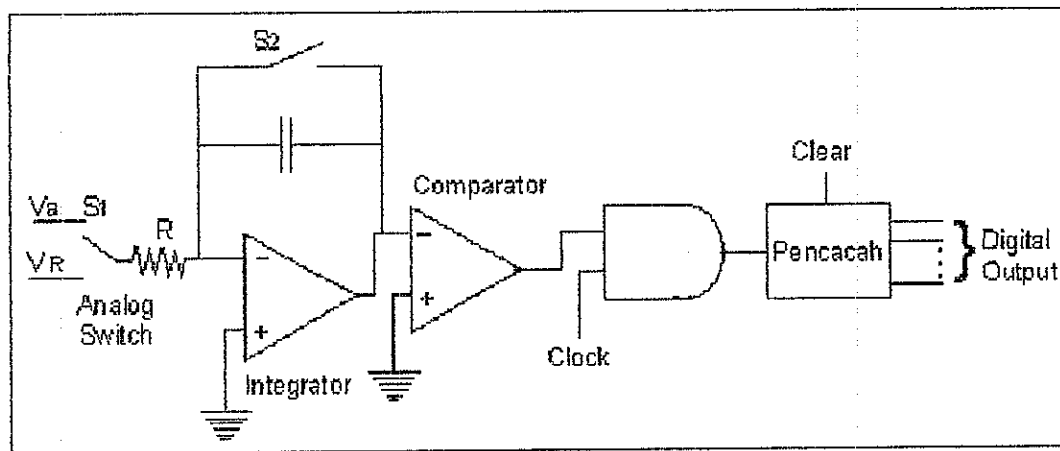 S2
Clear
Comparator
Va S1
R
VR
Analog
Switch
-
+
Integrator
-
+
Clock
Pencacah
Digital
Output